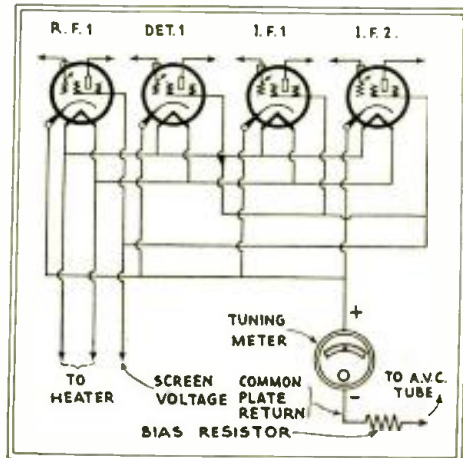 R.F.1 DET.1 I.F.1 I.F.2.
+
TUNING
METER
-
TO
HEATER
SCREEN
VOLTAGE
COMMON
PLATE
RETURN
TO A.V.C.
TUBE
BIAS RESISTOR